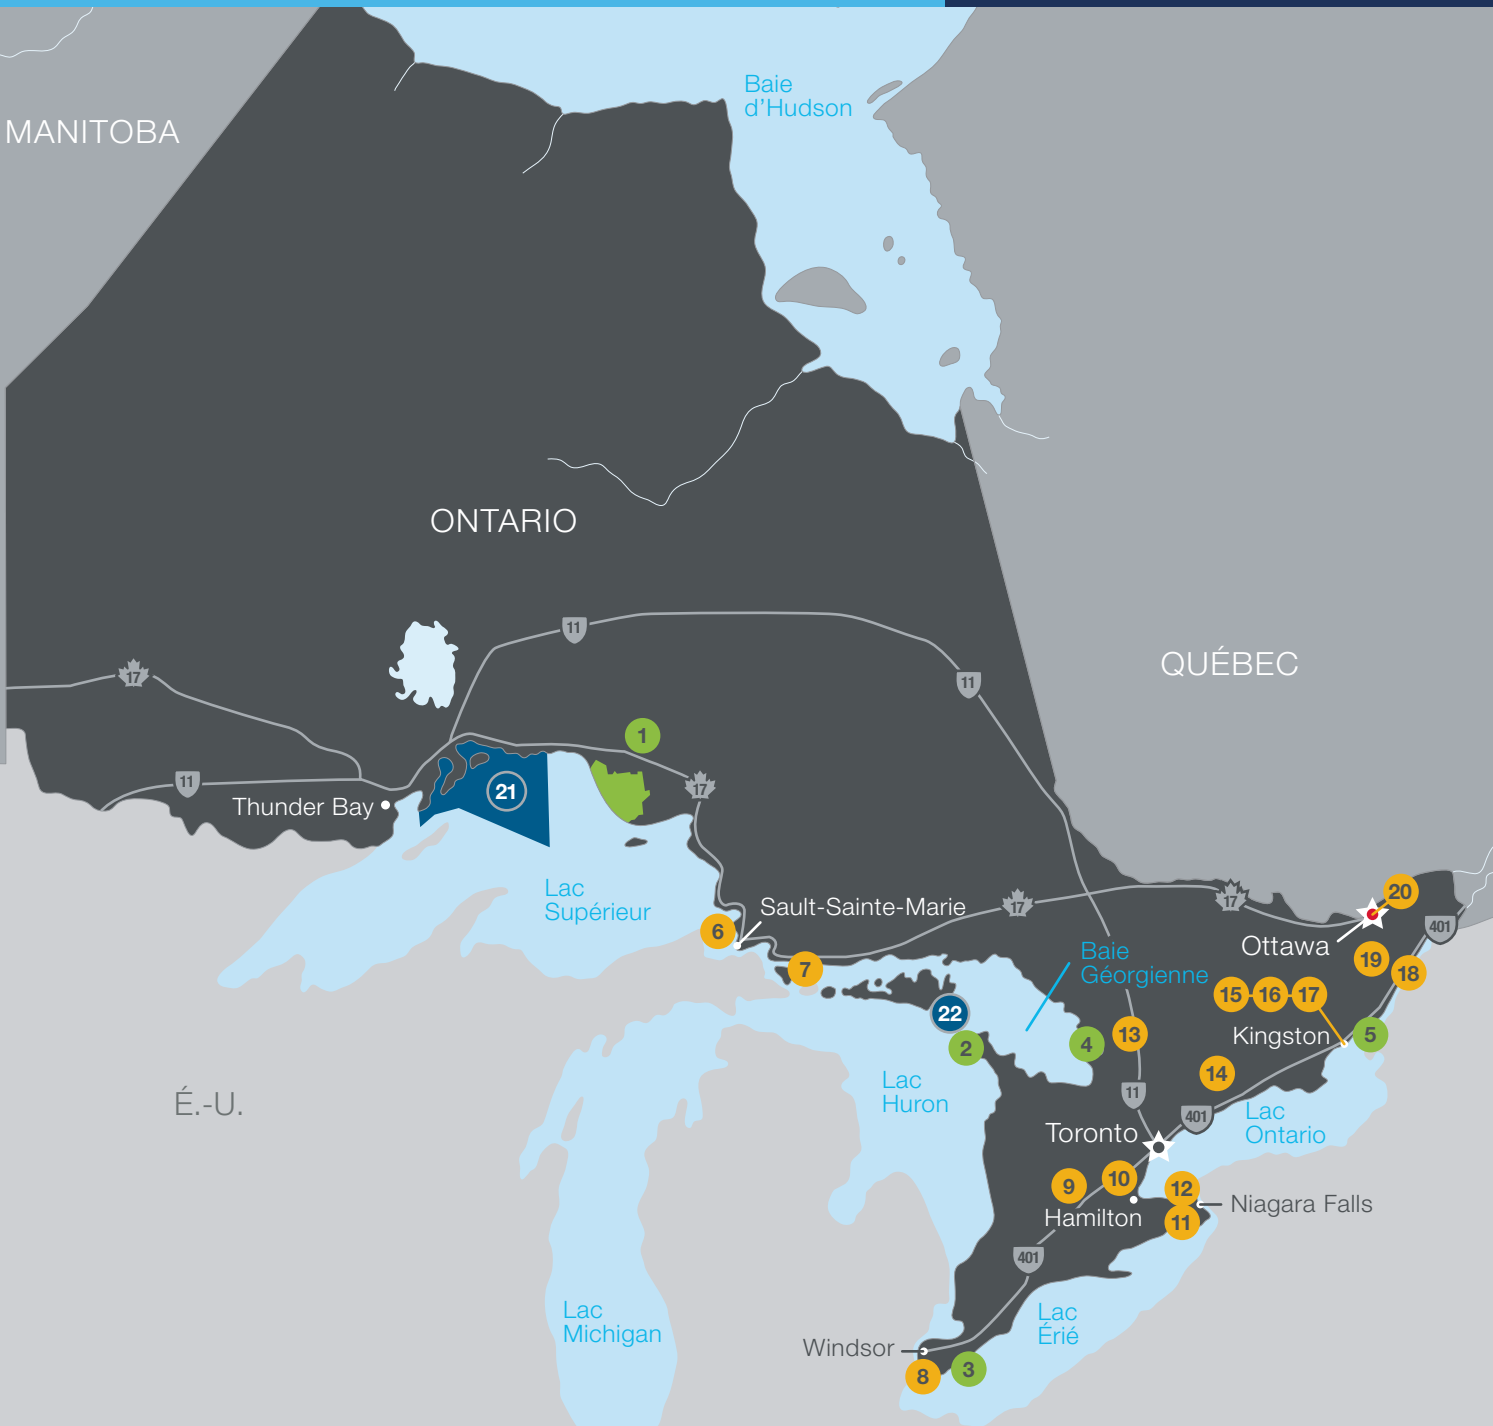 Baie
d'Hudson
MANITOBA
ONTARIO
11
QUÉBEC
17
11
1
11
17
21
Thunder Bay
Lac
Supérieur
20
17
17
Sault-Sainte-Marie
6
401
Ottawa
Baie
Géorgienne
7
19
18
15
16
17
22
13
Kingston
5
2
4
14
Lac
Huron
11
É.-U.
401
Lac
Ontario
Toronto
9
10
12
Niagara Falls
Hamilton
11
401
Lac
Michigan
Lac
Érié
Windsor
8
3